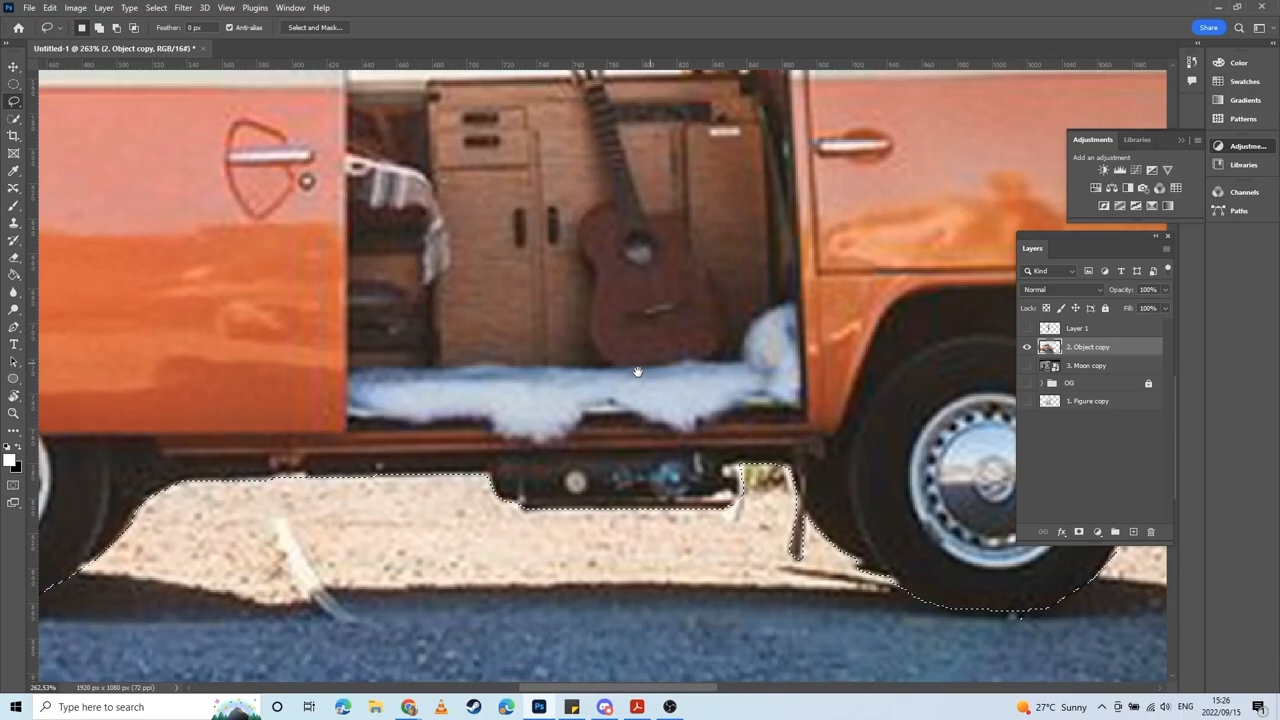 File Edit Image Layer Type Select Filter 3D View Plugins Window Help
Feather: 0 px Anti-alias Select and Mask... Share
Untitled-1 @ 263% (2. Object copy, RGB/16#) *
Color
Swatches
Gradients
Patterns
Adjustments Libraries
Adjustme...
Add an adjustment
Libraries
Channels
Paths
Layers
Kind
Normal Opacity: 100%
Lock: Fill: 100%
Layer 1
2. Object copy
3. Moon copy
OG
1. Figure copy
262,53% 1920 px x 1080 px (72 ppi)
Type here to search
27°C Sunny ENG 15:26
2022/09/15